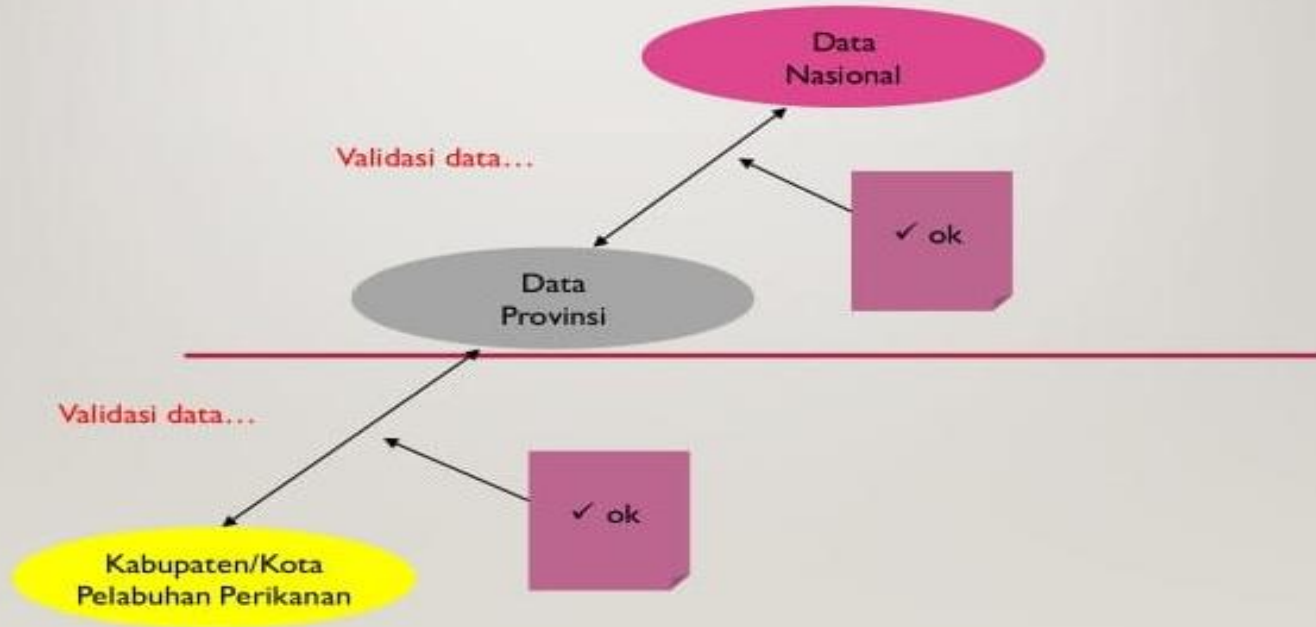 Data
Nasional
Validasi data...
✓ ok
Data
Provinsi
Validasi data...
✓ ok
Kabupaten/Kota
Pelabuhan Perikanan